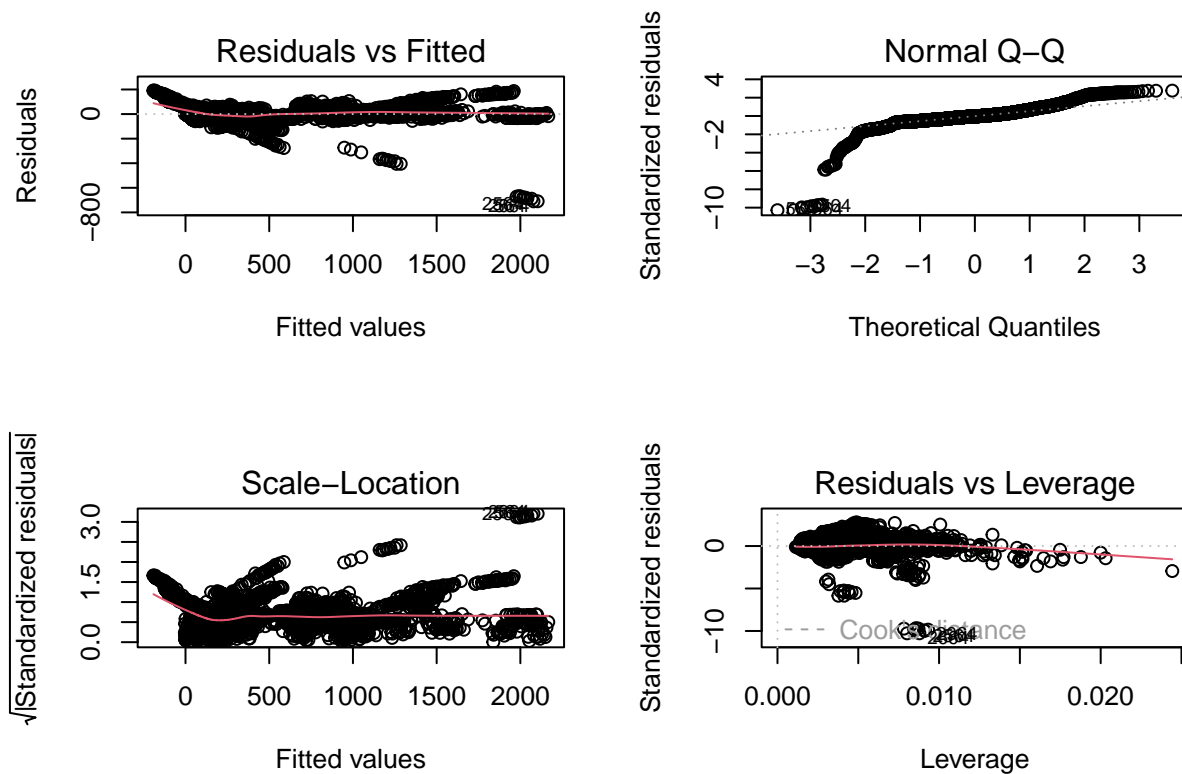 Residuals vs Fitted
Residuals
0
−800
0 500 1000 1500 2000
Fitted values
Normal Q−Q
Standardized residuals
4
−2
−10
−3 −2 −1 0 1 2 3
Theoretical Quantiles
Scale−Location
√|Standardized residuals|
3.0
1.5
0.0
0 500 1000 1500 2000
Fitted values
Residuals vs Leverage
Standardized residuals
0
−10
Cook's distance
0.000 0.010 0.020
Leverage